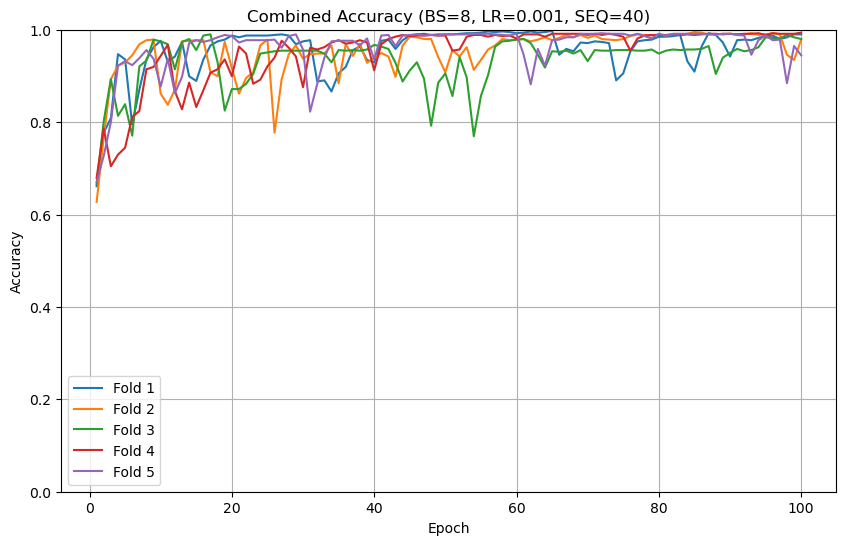 Combined Accuracy (BS=8, LR=0.001, SEQ=40)
1.0
0.8
0.6
0.4
0.2
0.0
Accuracy
Fold 1
Fold 2
Fold 3
Fold 4
Fold 5
0 20 40 60 80 100
Epoch